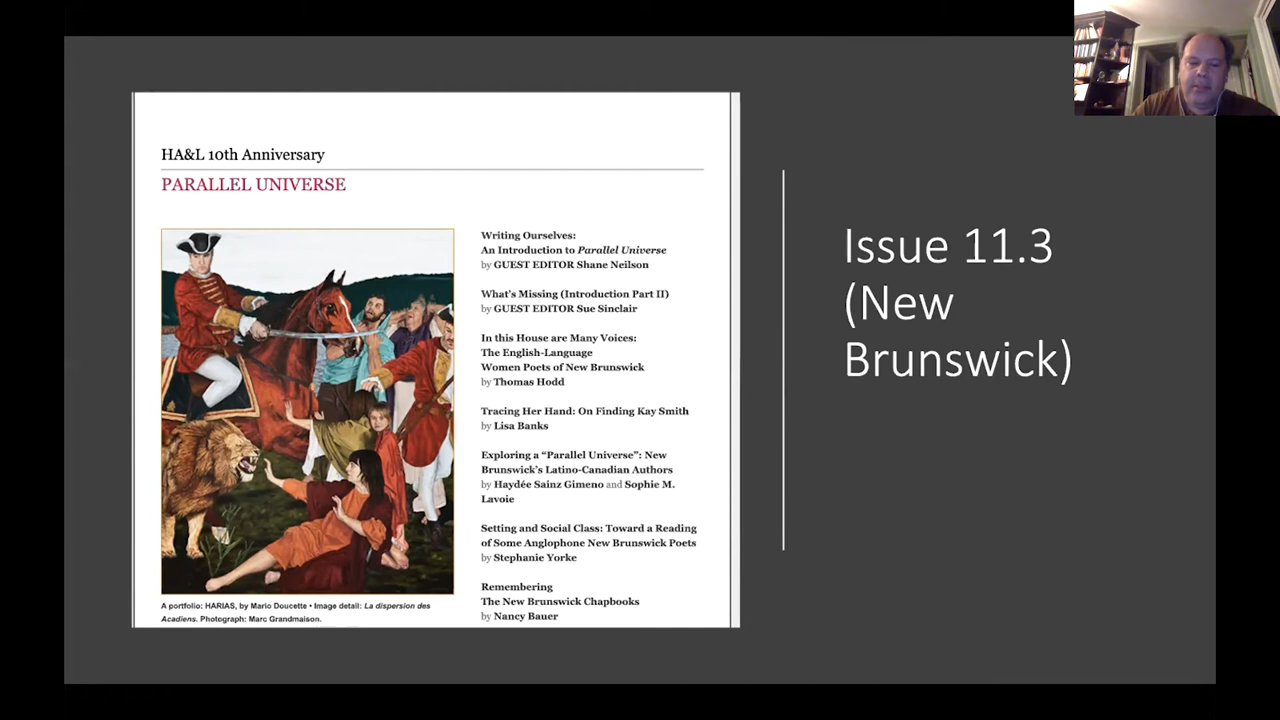 HA&L 10th Anniversary
PARALLEL UNIVERSE
Writing Ourselves:
An Introduction to Parallel Universe
by GUEST EDITOR Shane Neilson
What's Missing (Introduction Part II)
by GUEST EDITOR Sue Sinclair
In this House are Many Voices:
The English-Language
Women Poets of New Brunswick
by Thomas Hodd
Tracing Her Hand: On Finding Kay Smith
by Lisa Banks
Exploring a “Parallel Universe”: New
Brunswick's Latino-Canadian Authors
by Haydée Sainz Gimeno and Sophie M.
Lavoie
Setting and Social Class: Toward a Reading
of Some Anglophone New Brunswick Poets
by Stephanie Yorke
Remembering
The New Brunswick Chapbooks
by Nancy Bauer
A portfolio: HARIAS, by Mario Doucette • Image detail: La dispersion des
Acadiens. Photograph: Marc Grandmaison.
Issue 11.3
(New
Brunswick)